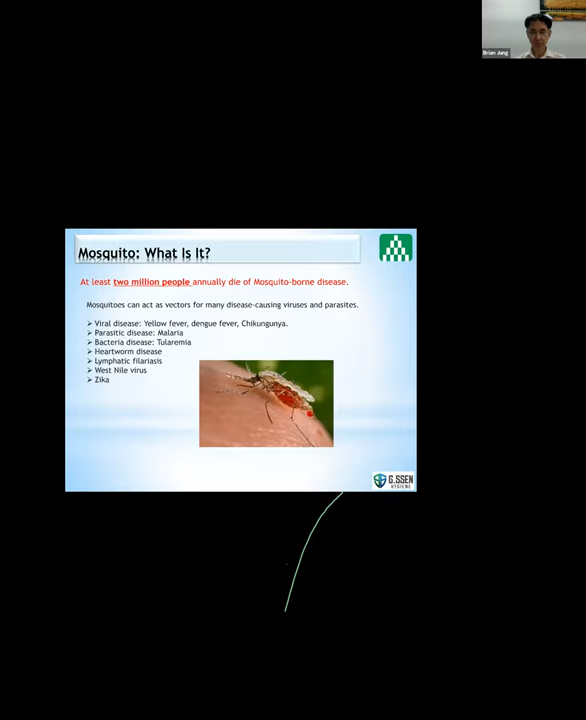 Brian Jung
Mosquito: What Is It?
At least two million people annually die of Mosquito-borne disease.
Mosquitoes can act as vectors for many disease-causing viruses and parasites.
➢ Viral disease: Yellow fever, dengue fever, Chikungunya.
➢ Parasitic disease: Malaria
➢ Bacteria disease: Tularemia
➢ Heartworm disease
➢ Lymphatic filariasis
➢ West Nile virus
➢ Zika
G.SSEN
HYGIENE